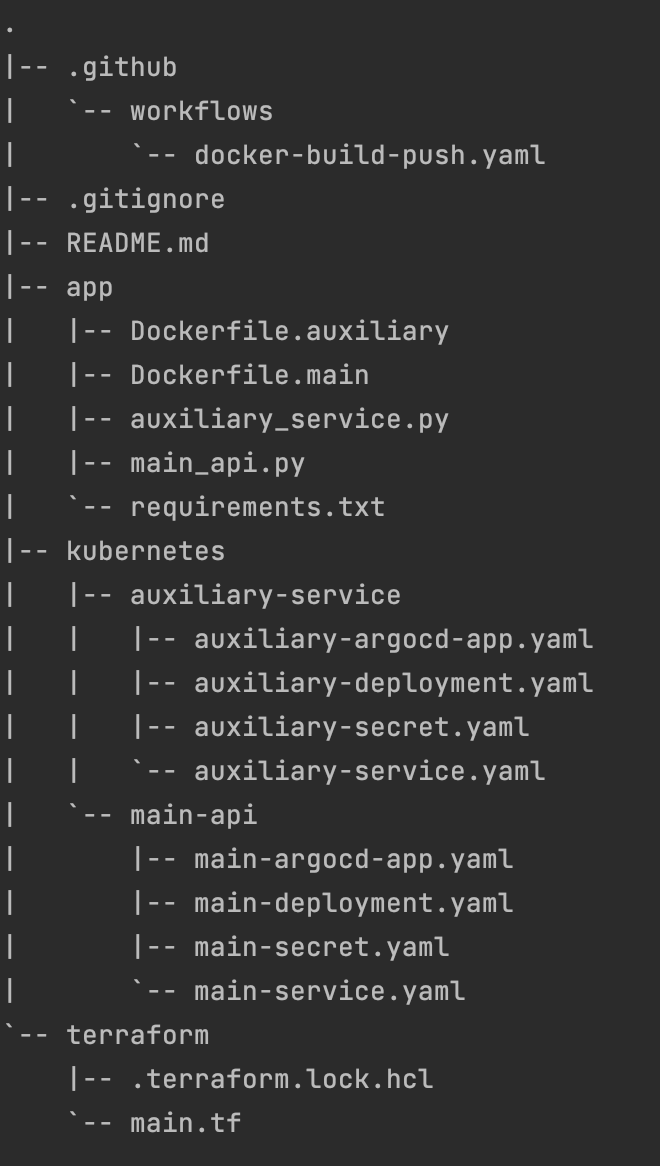 .
|-- .github
|   `-- workflows
|       `-- docker-build-push.yaml
|-- .gitignore
|-- README.md
|-- app
|   |-- Dockerfile.auxiliary
|   |-- Dockerfile.main
|   |-- auxiliary_service.py
|   |-- main_api.py
|   `-- requirements.txt
|-- kubernetes
|   |-- auxiliary-service
|   |   |-- auxiliary-argocd-app.yaml
|   |   |-- auxiliary-deployment.yaml
|   |   |-- auxiliary-secret.yaml
|   |   `-- auxiliary-service.yaml
|   `-- main-api
|       |-- main-argocd-app.yaml
|       |-- main-deployment.yaml
|       |-- main-secret.yaml
|       `-- main-service.yaml
`-- terraform
    |-- .terraform.lock.hcl
    `-- main.tf